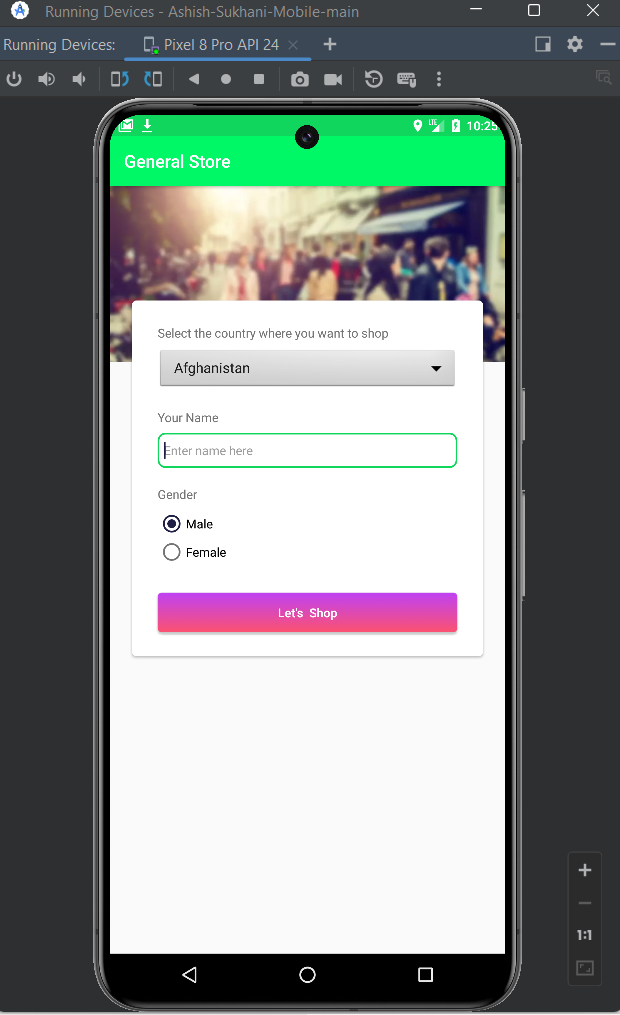 Running Devices - Ashish-Sukhani-Mobile-main
Running Devices:
Pixel 8 Pro API 24
LTE
10:25
General Store
Select the country where you want to shop
Afghanistan
Your Name
Enter name here
Gender
Male
Female
Let's Shop
1:1